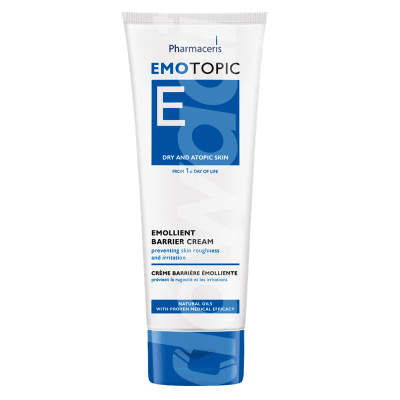 Pharmaceris
EMOTOPIC
E
DRY AND ATOPIC SKIN
FROM 1st DAY OF LIFE
EMOLLIENT
BARRIER CREAM
preventing skin roughness
and irritation
CRÈME BARRIÈRE ÉMOLLIENTE
prévient la rugosité et les irritations
NATURAL OILS
WITH PROVEN MEDICAL EFFICACY